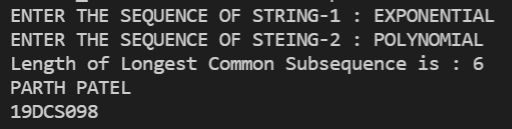 ENTER THE SEQUENCE OF STRING-1 : EXPONENTIAL
ENTER THE SEQUENCE OF STEING-2 : POLYNOMIAL
Length of Longest Common Subsequence is : 6
PARTH PATEL
19DCS098